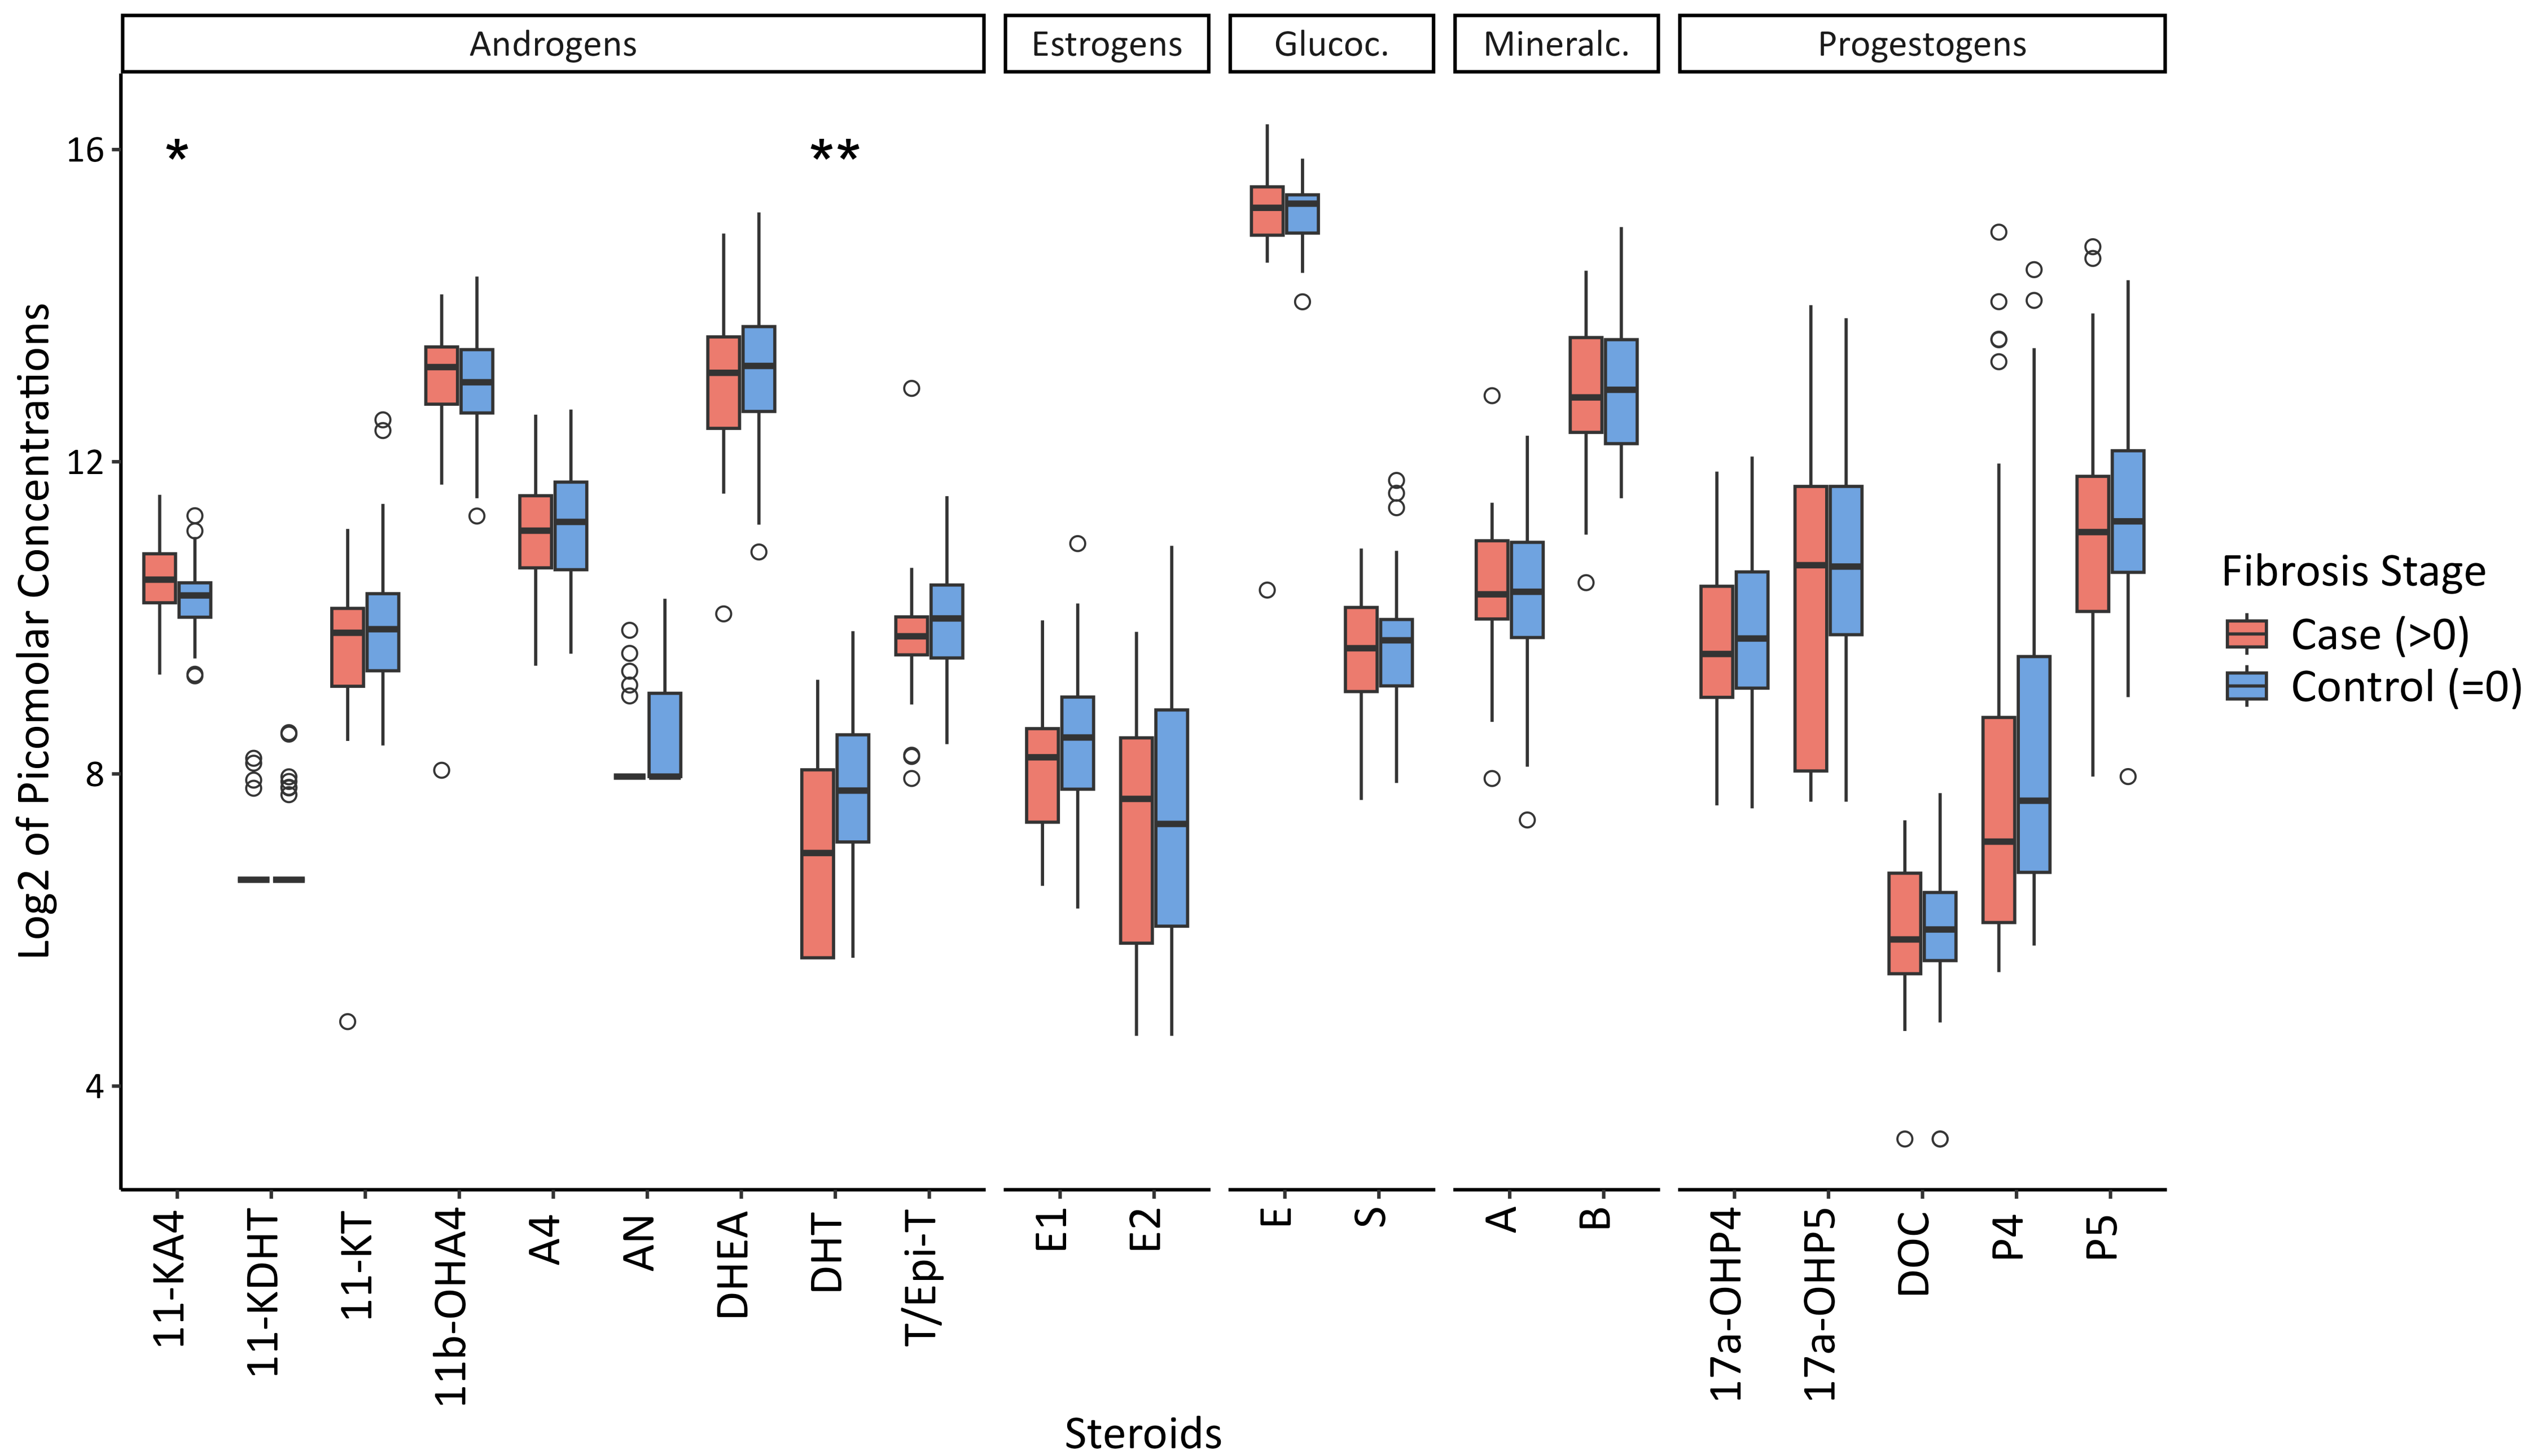 Androgens
Estrogens
Glucoc.
Mineralc.
Progestogens
Log2 of Picomolar Concentrations
16
12
8
4
*
**
11-KA4
11-KDHT
11-KT
11b-OHA4
A4
AN
DHEA
DHT
T/Epi-T
E1
E2
E
S
A
B
17a-OHP4
17a-OHP5
DOC
P4
P5
Steroids
Fibrosis Stage
Case (>0)
Control (=0)